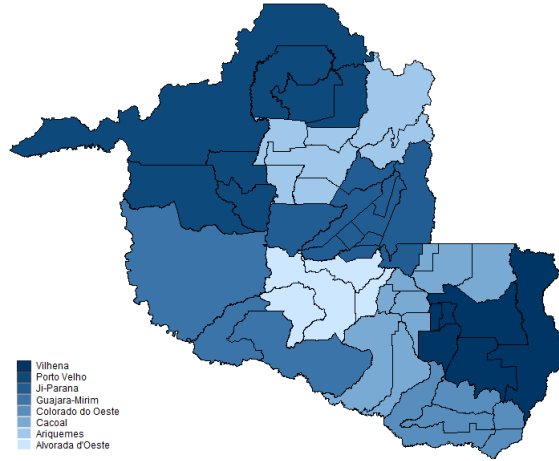 Vilhena
Porto Velho
Ji-Parana
Guajara-Mirim
Colorado do Oeste
Cacoal
Ariquemes
Alvorada d'Oeste